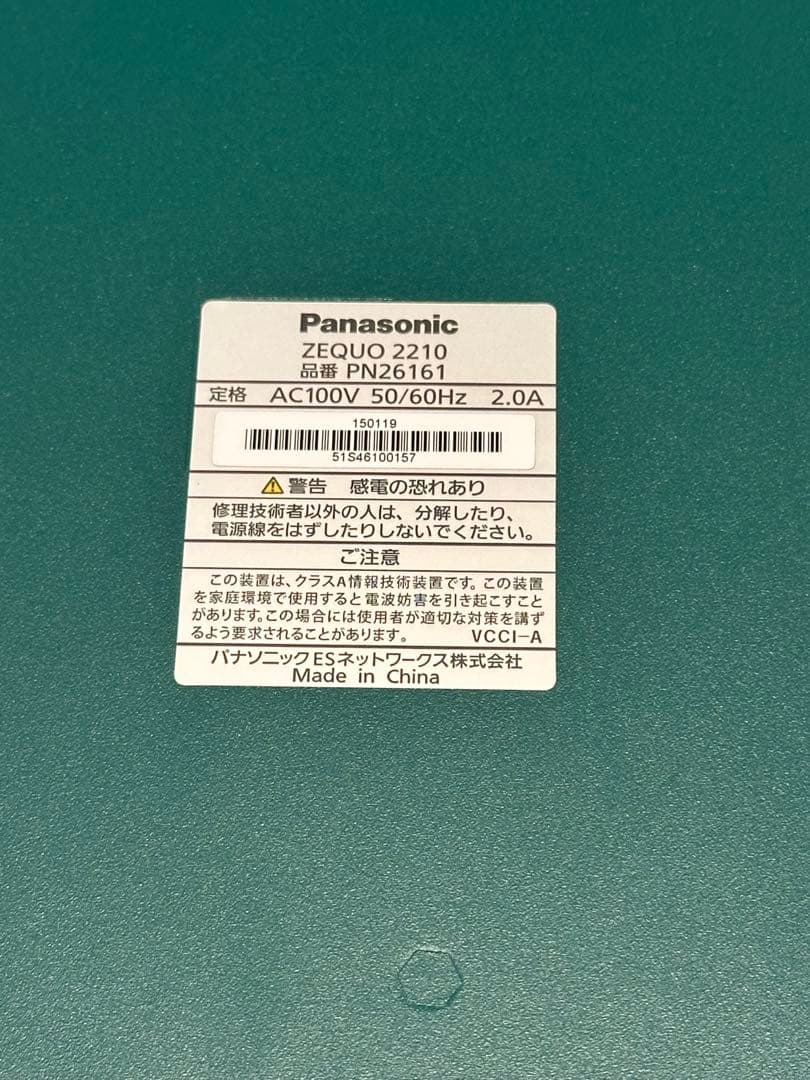 Panasonic
ZEQUO 2210
品番 PN26161
定格 AC100V 50/60Hz 2.0A
150119
51S46100157
警告 感電の恐れあり
修理技術者以外の人は、分解したり、
電源線をはずしたりしないでください。
ご注意
この装置は、クラスA情報技術装置です。この装置
を家庭環境で使用すると電波妨害を引き起こすこと
があります。この場合には使用者が適切な対策を講ず
るよう要求されることがあります。 VCCI-A
パナソニックESネットワークス株式会社
Made in China